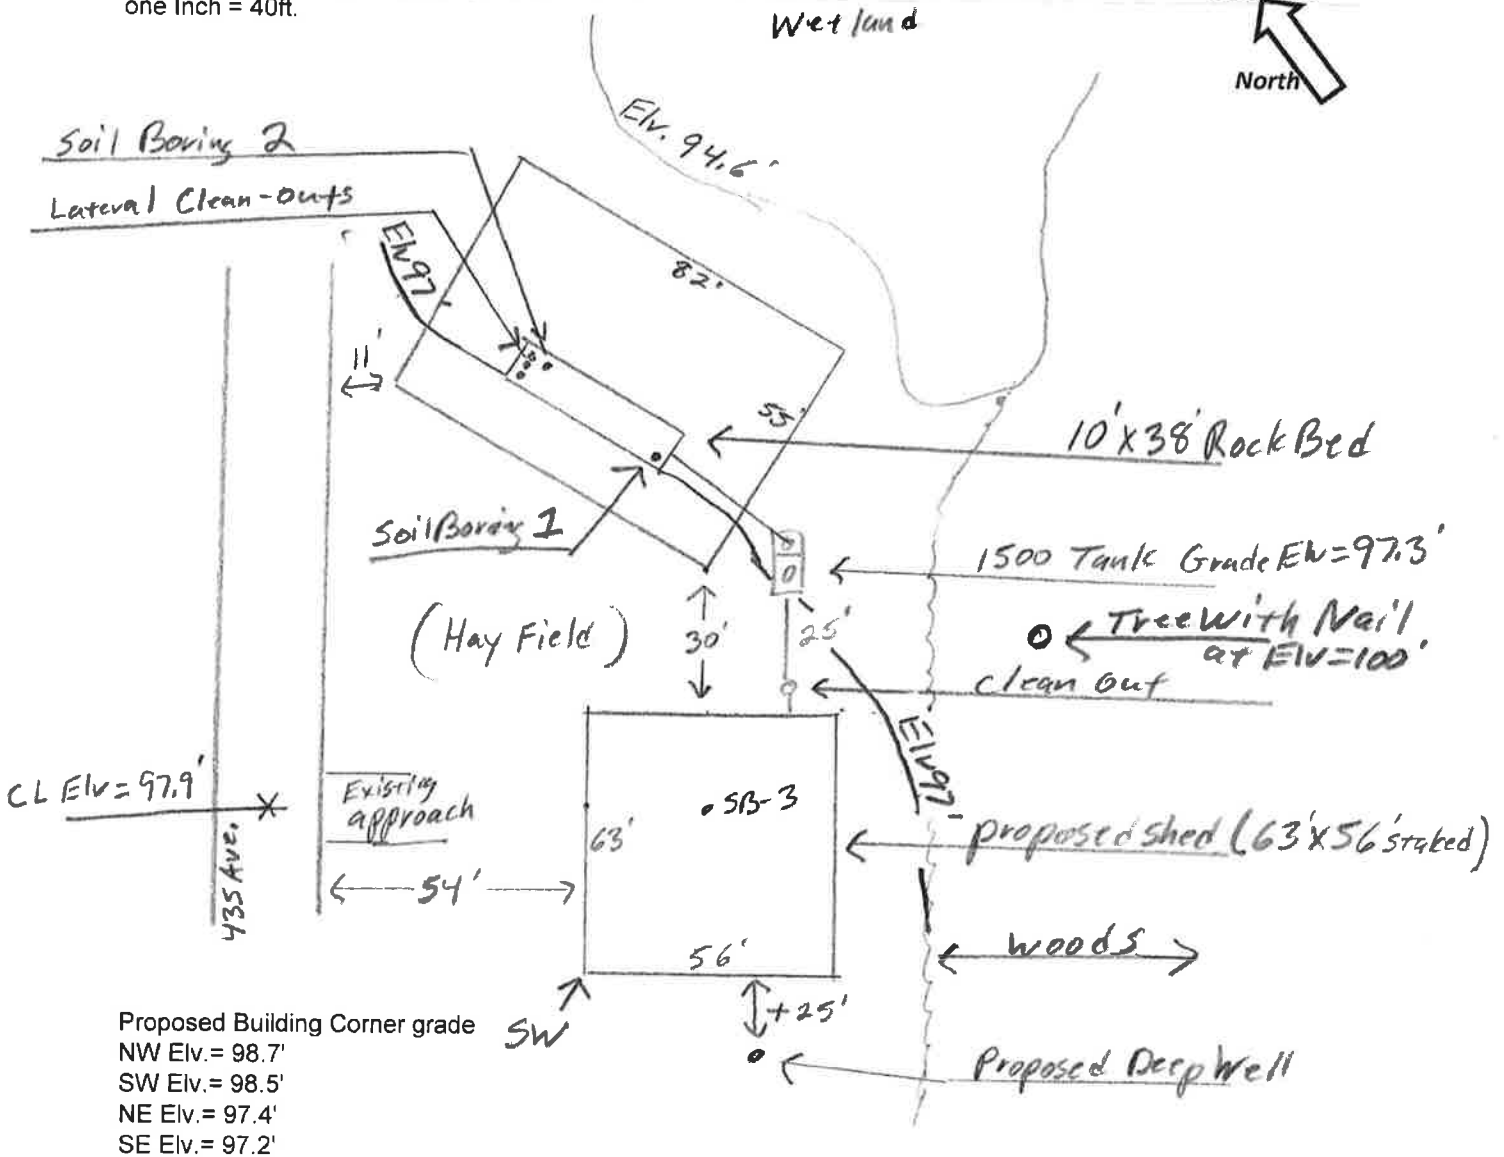 one Inch = 40ft.
Wetland
North
Elv. 94.6'
Soil Boring 2
Lateral Clean-outs
Elv97'
82'
11'
55'
10'X38' Rock Bed
Soil Boring 1
1500 Tank Grade Elv=97.3'
(Hay Field)
30'
25'
Tree With Nail
at Elv=100'
Clean Out
Elv97'
CL Elv=97.9'
Existing
approach
SB-3
63'
proposed shed (63'X56' staked)
435 Ave.
54'
woods
56'
SW
+25'
Proposed Deep Well
Proposed Building Corner grade
NW Elv.= 98.7'
SW Elv.= 98.5'
NE Elv.= 97.4'
SE Elv.= 97.2'